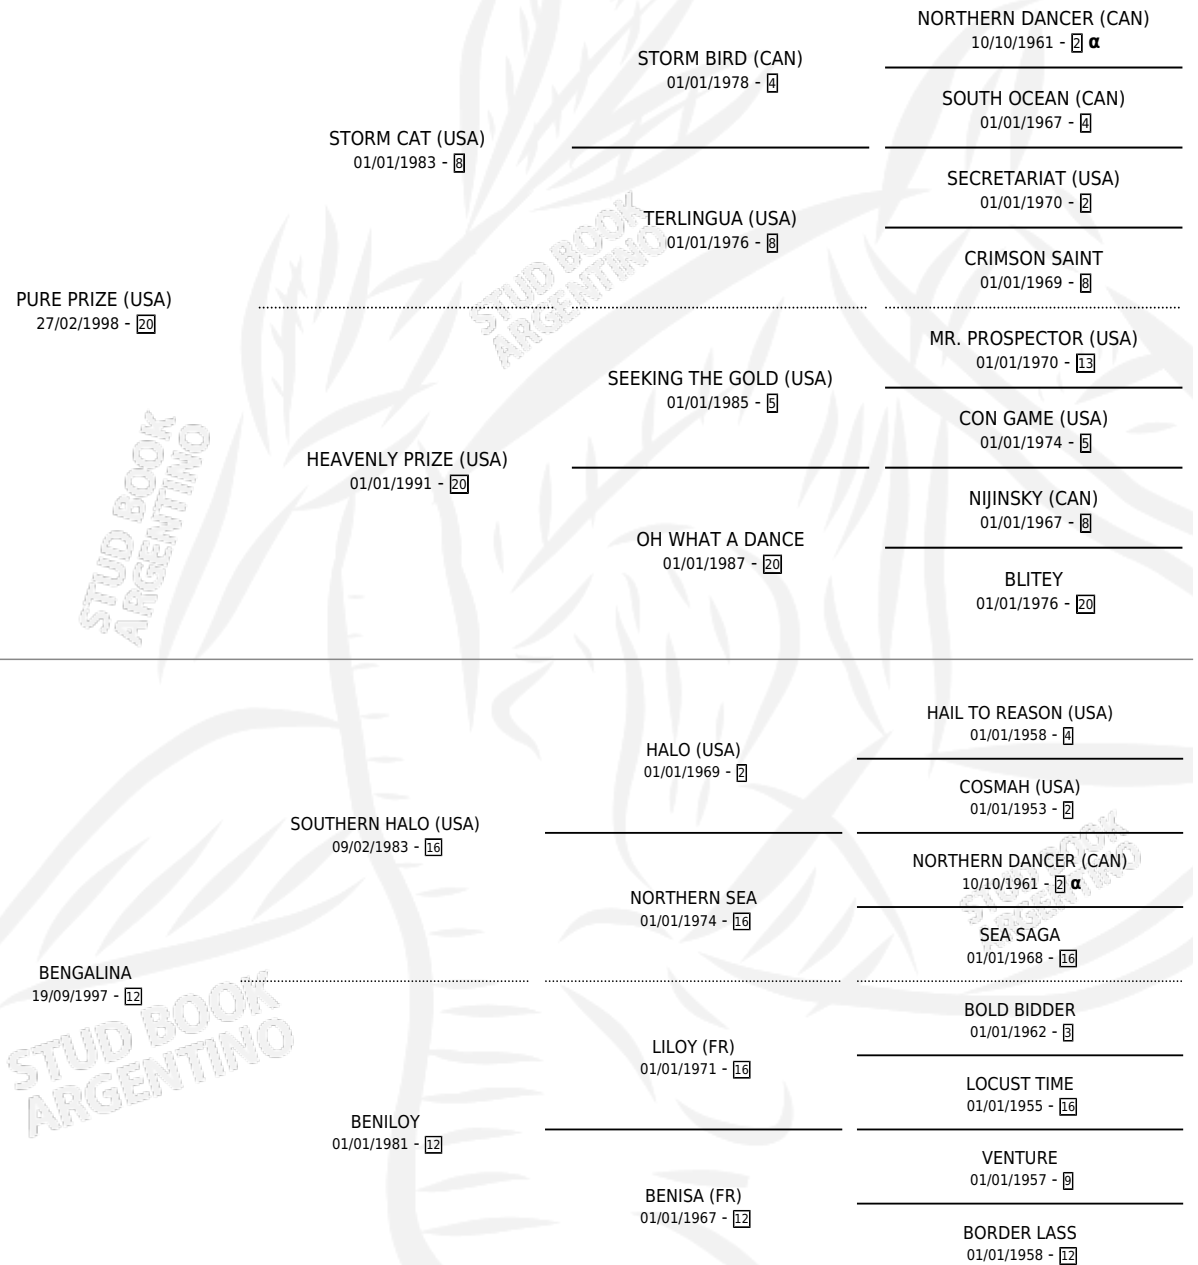 NORTHERN DANCER (CAN)
10/10/1961 - 2 α
STORM BIRD (CAN)
01/01/1978 - 4
SOUTH OCEAN (CAN)
01/01/1967 - 4
STORM CAT (USA)
01/01/1983 - 8
SECRETARIAT (USA)
01/01/1970 - 2
TERLINGUA (USA)
01/01/1976 - 8
CRIMSON SAINT
01/01/1969 - 8
PURE PRIZE (USA)
27/02/1998 - 20
MR. PROSPECTOR (USA)
01/01/1970 - 13
SEEKING THE GOLD (USA)
01/01/1985 - 5
CON GAME (USA)
01/01/1974 - 5
HEAVENLY PRIZE (USA)
01/01/1991 - 20
NIJINSKY (CAN)
01/01/1967 - 8
OH WHAT A DANCE
01/01/1987 - 20
BLITEY
01/01/1976 - 20
HAIL TO REASON (USA)
01/01/1958 - 4
HALO (USA)
01/01/1969 - 2
COSMAH (USA)
01/01/1953 - 2
SOUTHERN HALO (USA)
09/02/1983 - 16
NORTHERN DANCER (CAN)
10/10/1961 - 2 α
NORTHERN SEA
01/01/1974 - 16
SEA SAGA
01/01/1968 - 16
BENGALINA
19/09/1997 - 12
BOLD BIDDER
01/01/1962 - 3
LILOY (FR)
01/01/1971 - 16
LOCUST TIME
01/01/1955 - 16
BENILOY
01/01/1981 - 12
VENTURE
01/01/1957 - 9
BENISA (FR)
01/01/1967 - 12
BORDER LASS
01/01/1958 - 12
STUD BOOK
ARGENTINO
STUD BOOK
ARGENTINO
STUD BOOK
ARGENTINO
STUD BOOK
ARGENTINO